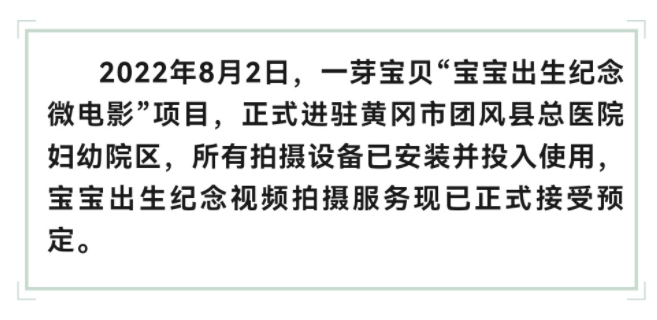 2022年8月2日，一芽宝贝“宝宝出生纪念
微电影”项目，正式进驻黄冈市团风县总医院
妇幼院区，所有拍摄设备已安装并投入使用，
宝宝出生纪念视频拍摄服务现已正式接受预
定。